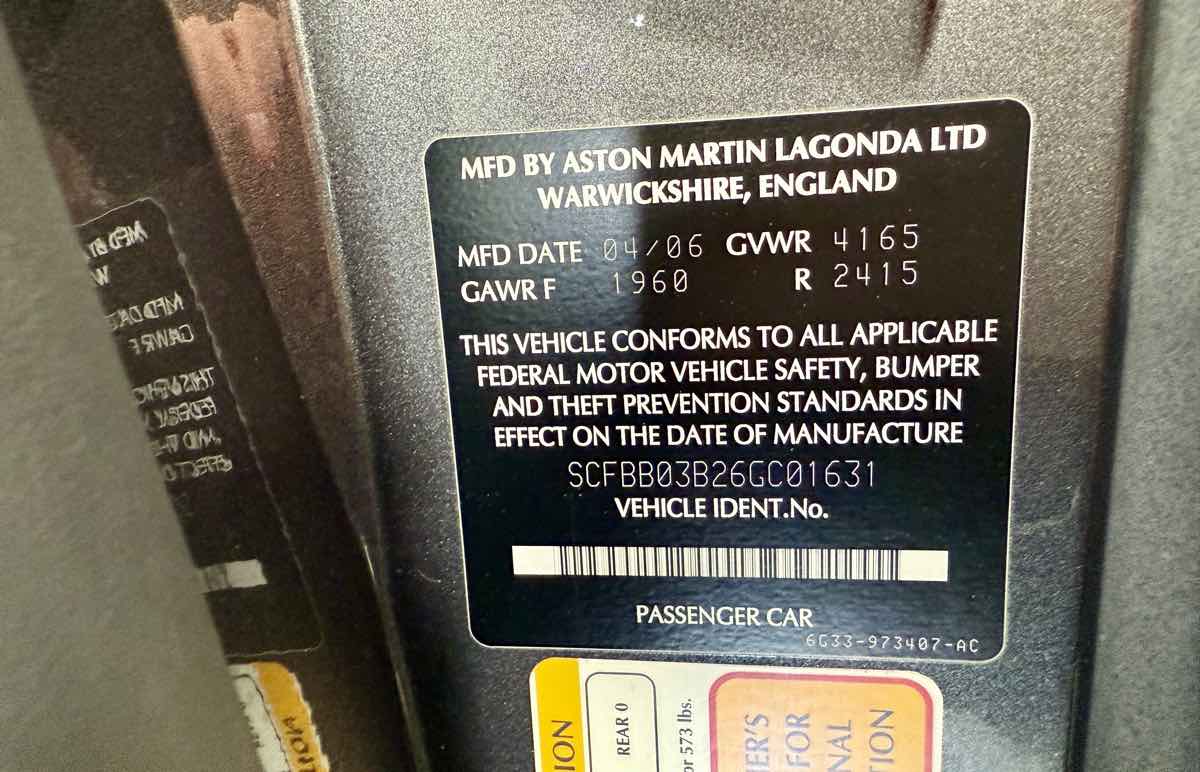 MFD BY ASTON MARTIN LAGONDA LTD
WARWICKSHIRE, ENGLAND
MFD DATE 04/06 GVWR 4165
GAWR F 1960 R 2415
THIS VEHICLE CONFORMS TO ALL APPLICABLE
FEDERAL MOTOR VEHICLE SAFETY, BUMPER
AND THEFT PREVENTION STANDARDS IN
EFFECT ON THE DATE OF MANUFACTURE
SCFBB03B26GC01631
VEHICLE IDENT.No.
PASSENGER CAR
6G33-973407-AC
REAR 0
or 573 lbs.
FOR